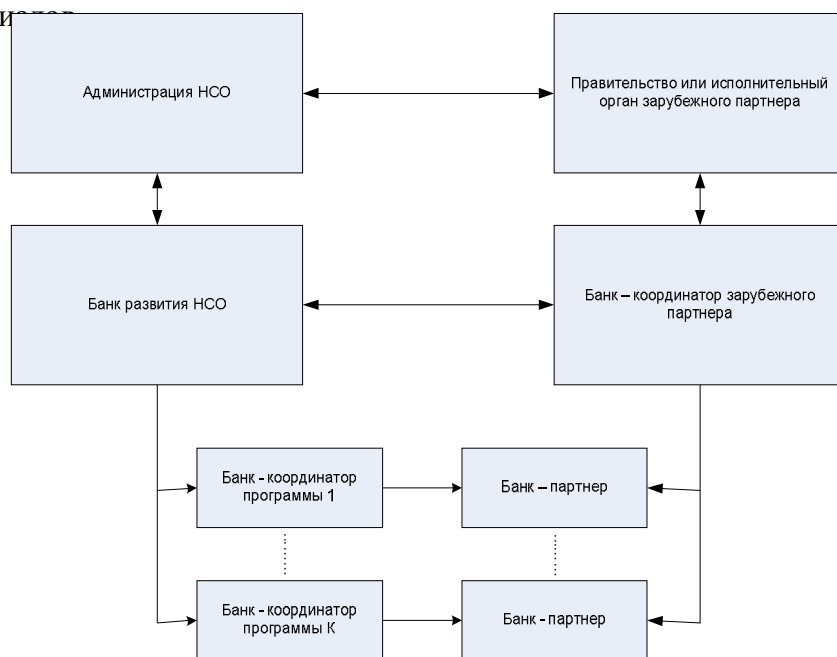 Администрация НСО
Правительство или исполнительный
орган зарубежного партнера
Банк развития НСО
Банк – координатор зарубежного
партнера
Банк - координатор
программы 1
Банк – партнер
Банк - координатор
программы К
Банк - партнер